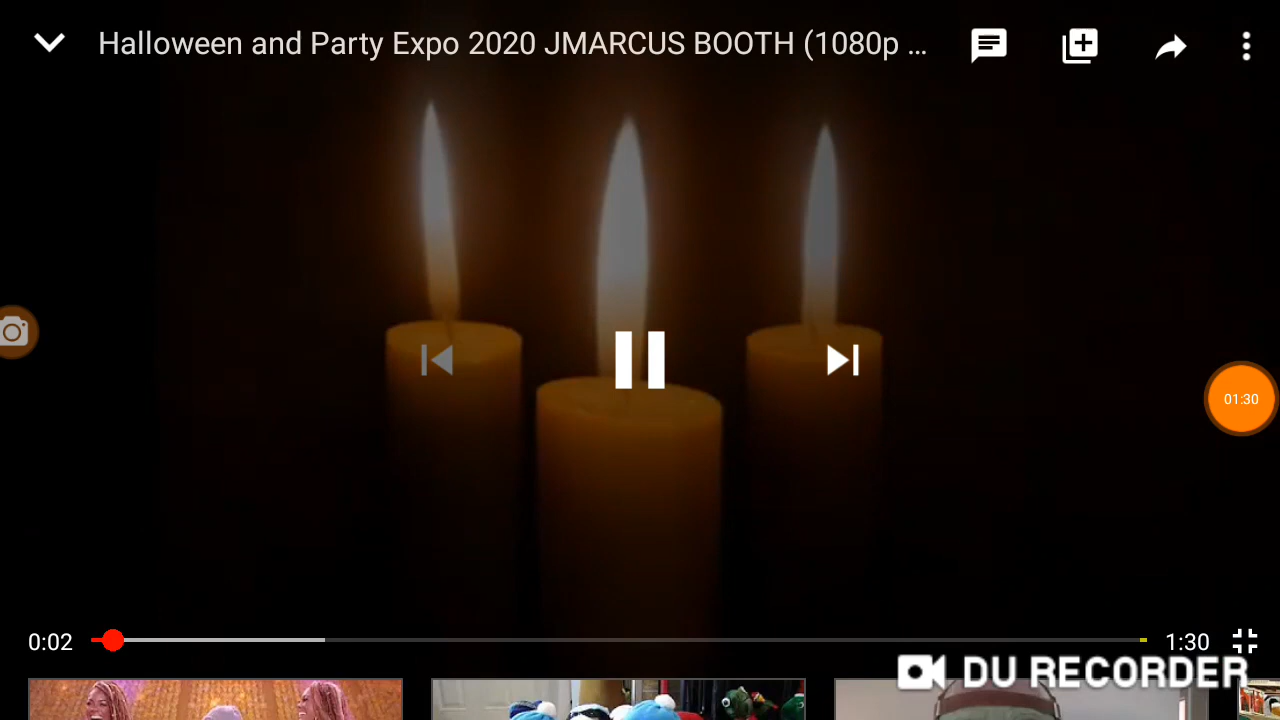 Halloween and Party Expo 2020 JMARCUS BOOTH (1080p ...
01:30
0:02
1:30
DU RECORDER